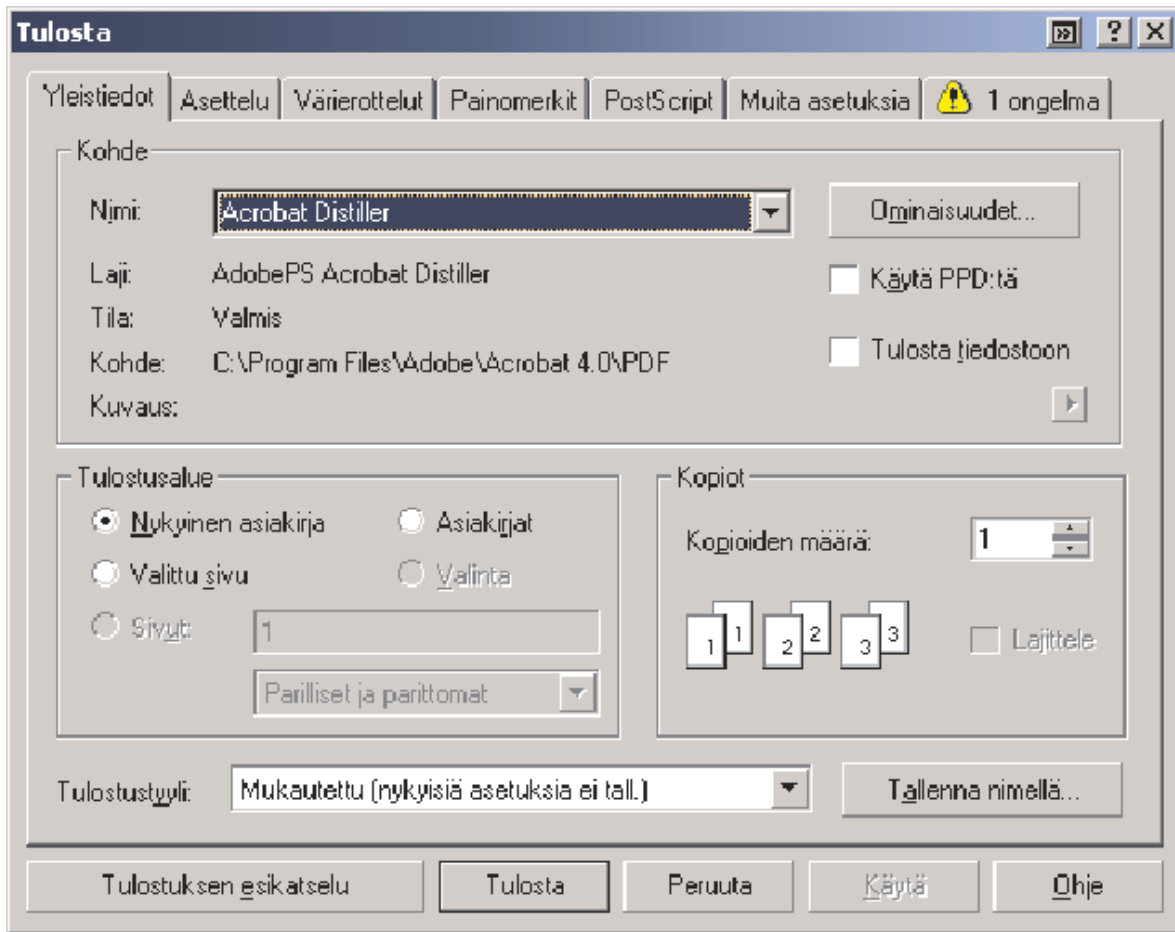 Tulosta
Yleistiedot Asettelu Värierottelut Painomerkit PostScript Muita asetuksia 1 ongelma
Kohde
Nimi: Acrobat Distiller Ominaisuudet...
Laji: AdobePS Acrobat Distiller Käytä PPD:tä
Tila: Valmis
Kohde: C:\Program Files\Adobe\Acrobat 4.0\PDF Tulosta tiedostoon
Kuvaus:
Tulostusalue Kopiot
Nykyinen asiakirja Asiakirjat Kopioiden määrä: 1
Valittu sivu Valinta
Sivut: 1 1 1 2 2 3 3 Lajittele
Parilliset ja parittomat
Tulostustyyli: Mukautettu (nykyisiä asetuksia ei tall.) Tallenna nimellä...
Tulostuksen esikatselu Tulosta Peruuta Käytä Ohje